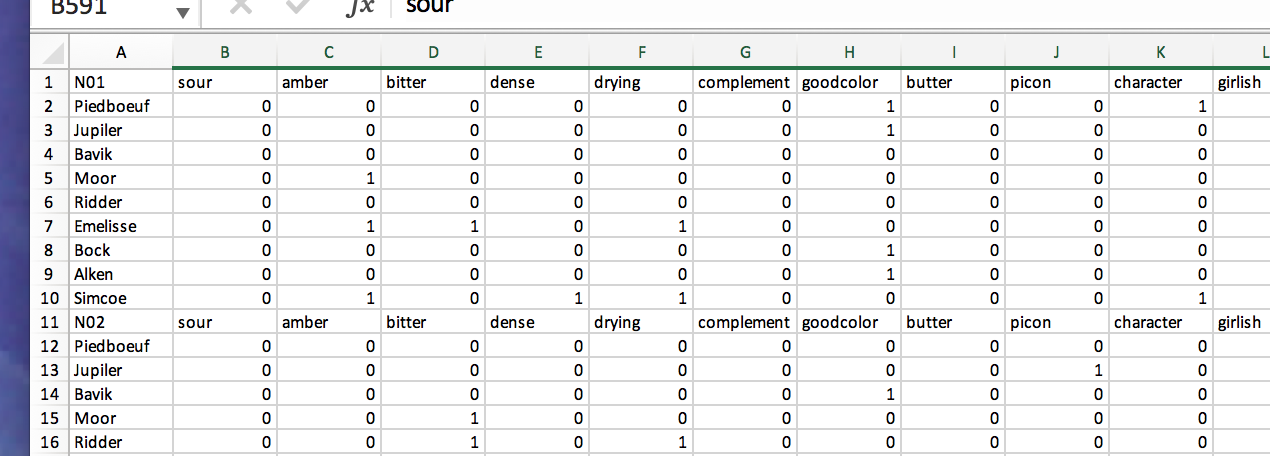 B591 fx sour
A B C D E F G H I J K L
1 N01 sour amber bitter dense drying complement goodcolor butter picon character girlish
2 Piedboeuf 0 0 0 0 0 0 1 0 0 1
3 Jupiler 0 0 0 0 0 0 1 0 0 0
4 Bavik 0 0 0 0 0 0 0 0 0 0
5 Moor 0 1 0 0 0 0 0 0 0 0
6 Ridder 0 0 0 0 0 0 0 0 0 0
7 Emelisse 0 1 1 0 1 0 0 0 0 0
8 Bock 0 0 0 0 0 0 1 0 0 0
9 Alken 0 0 0 0 0 0 1 0 0 0
10 Simcoe 0 1 0 1 1 0 0 0 0 1
11 N02 sour amber bitter dense drying complement goodcolor butter picon character girlish
12 Piedboeuf 0 0 0 0 0 0 0 0 0 0
13 Jupiler 0 0 0 0 0 0 0 0 1 0
14 Bavik 0 0 0 0 0 0 1 0 0 0
15 Moor 0 0 1 0 0 0 0 0 0 0
16 Ridder 0 0 1 0 1 0 0 0 0 0